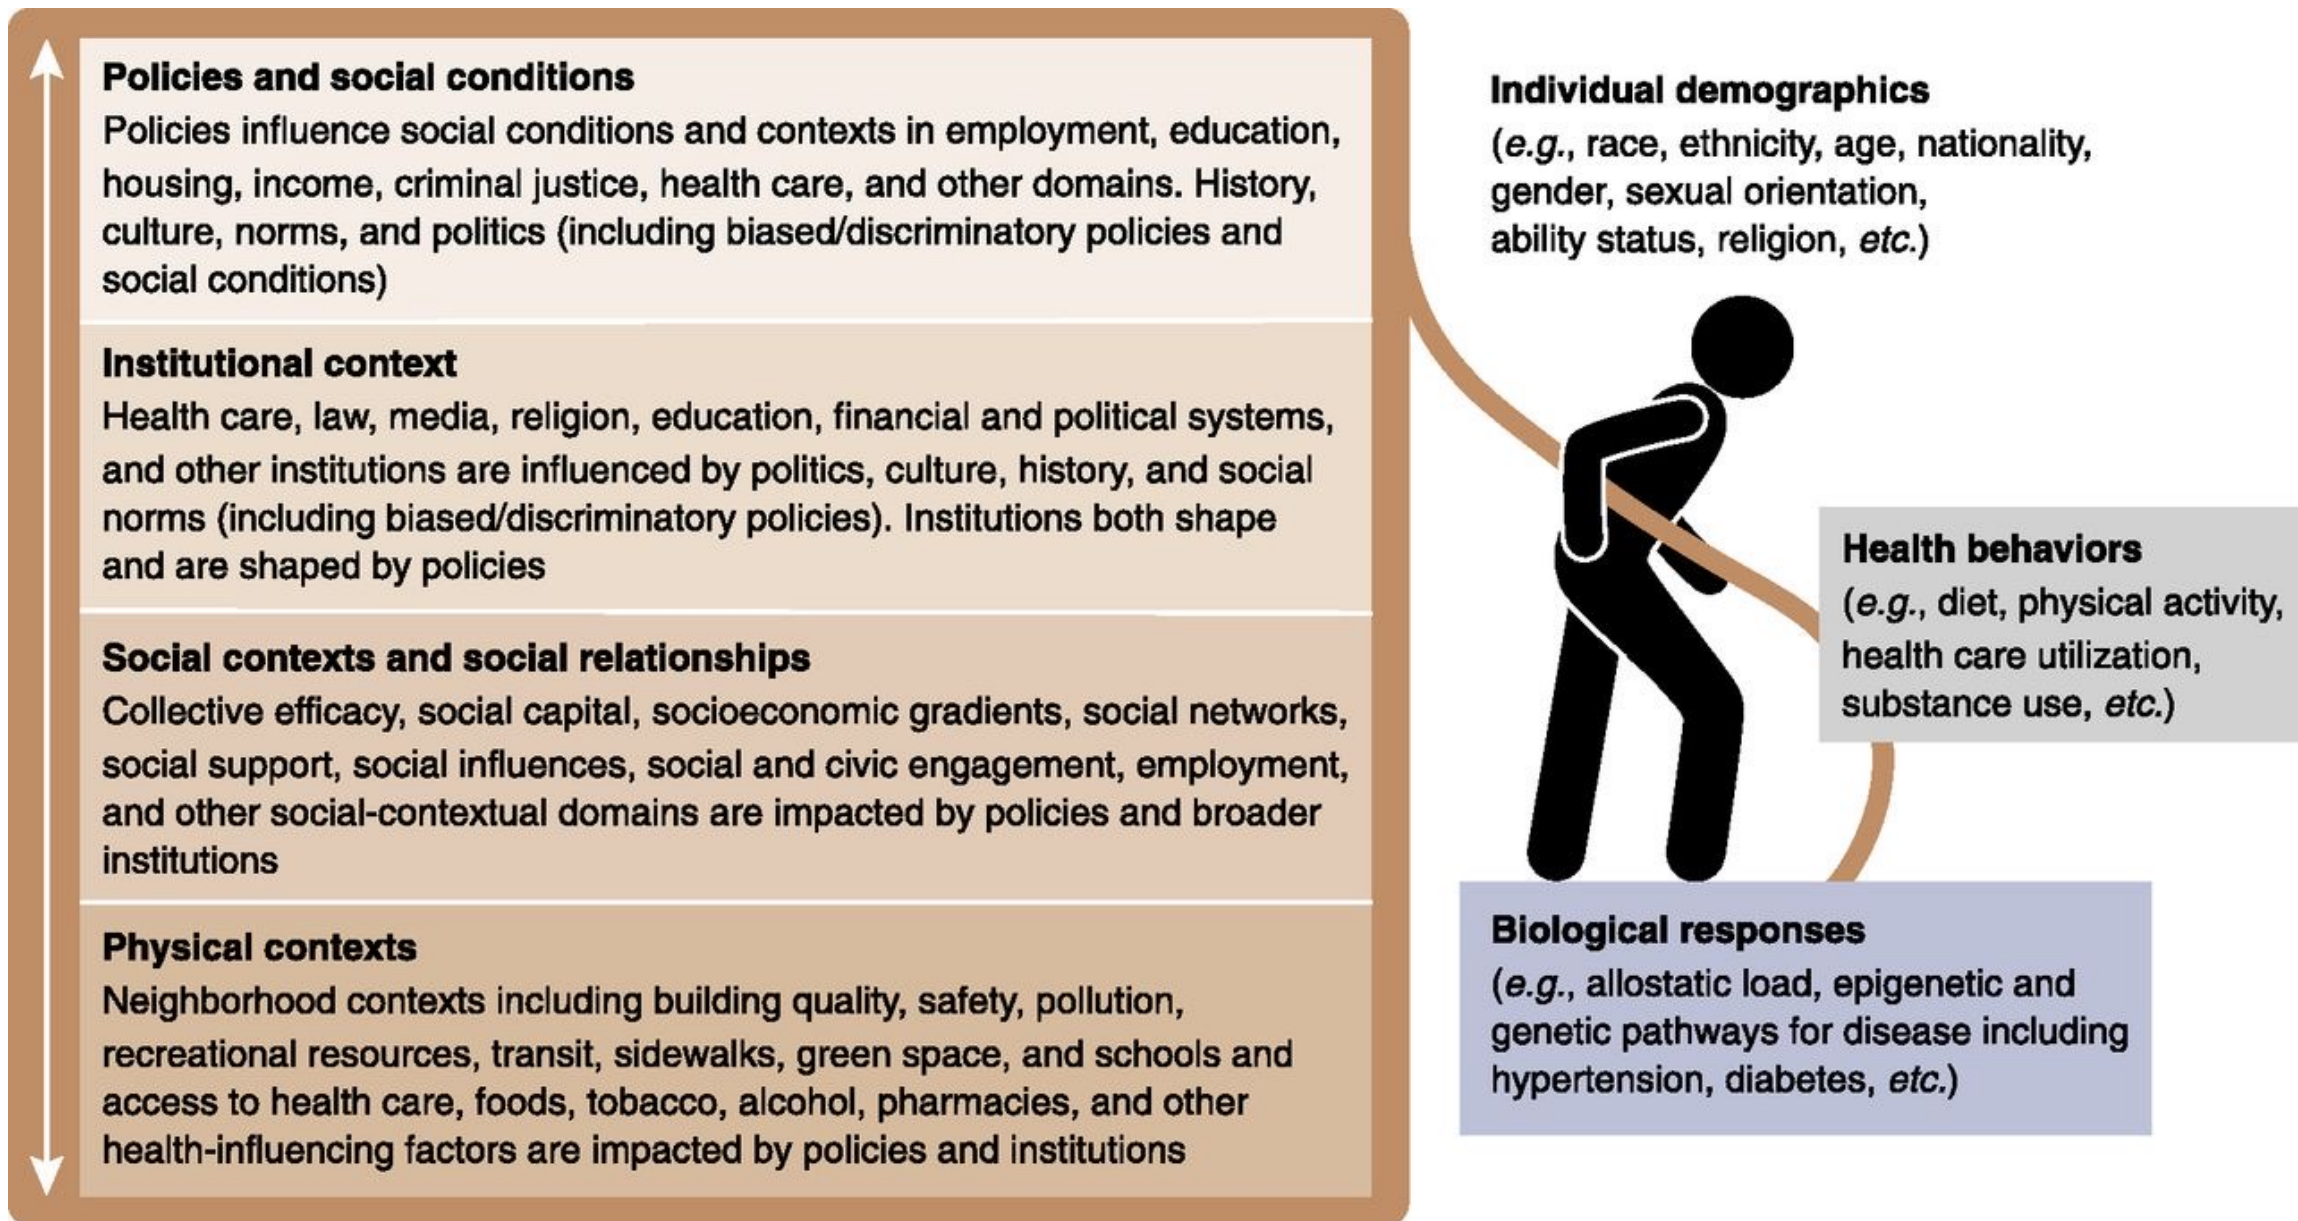 Policies and social conditions
Policies influence social conditions and contexts in employment, education,
housing, income, criminal justice, health care, and other domains. History,
culture, norms, and politics (including biased/discriminatory policies and
social conditions)
Institutional context
Health care, law, media, religion, education, financial and political systems,
and other institutions are influenced by politics, culture, history, and social
norms (including biased/discriminatory policies). Institutions both shape
and are shaped by policies
Social contexts and social relationships
Collective efficacy, social capital, socioeconomic gradients, social networks,
social support, social influences, social and civic engagement, employment,
and other social-contextual domains are impacted by policies and broader
institutions
Physical contexts
Neighborhood contexts including building quality, safety, pollution,
recreational resources, transit, sidewalks, green space, and schools and
access to health care, foods, tobacco, alcohol, pharmacies, and other
health-influencing factors are impacted by policies and institutions
Individual demographics
(e.g., race, ethnicity, age, nationality,
gender, sexual orientation,
ability status, religion, etc.)
Health behaviors
(e.g., diet, physical activity,
health care utilization,
substance use, etc.)
Biological responses
(e.g., allostatic load, epigenetic and
genetic pathways for disease including
hypertension, diabetes, etc.)